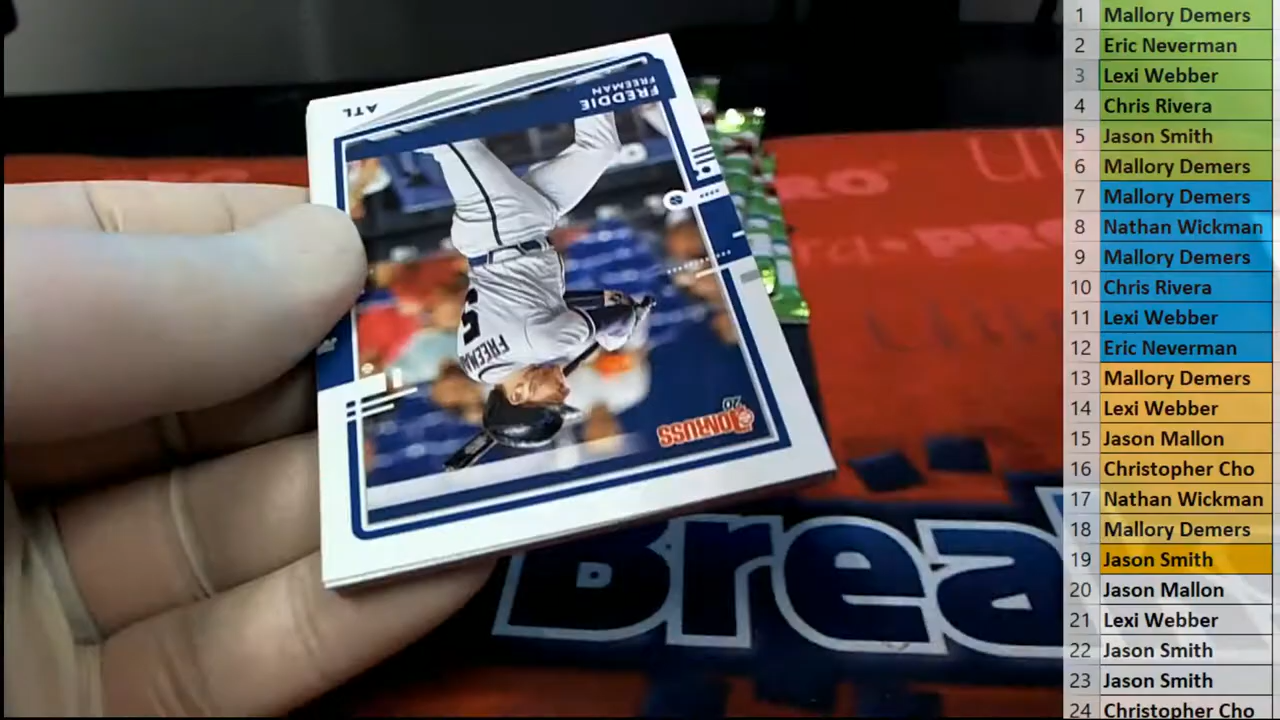 FREDDIE
FREEMAN
ATL
FREEMAN
5
DONRUSS
'20
PRO
PRO
Brea
1 Mallory Demers
2 Eric Neverman
3 Lexi Webber
4 Chris Rivera
5 Jason Smith
6 Mallory Demers
7 Mallory Demers
8 Nathan Wickman
9 Mallory Demers
10 Chris Rivera
11 Lexi Webber
12 Eric Neverman
13 Mallory Demers
14 Lexi Webber
15 Jason Mallon
16 Christopher Cho
17 Nathan Wickman
18 Mallory Demers
19 Jason Smith
20 Jason Mallon
21 Lexi Webber
22 Jason Smith
23 Jason Smith
24 Christopher Cho